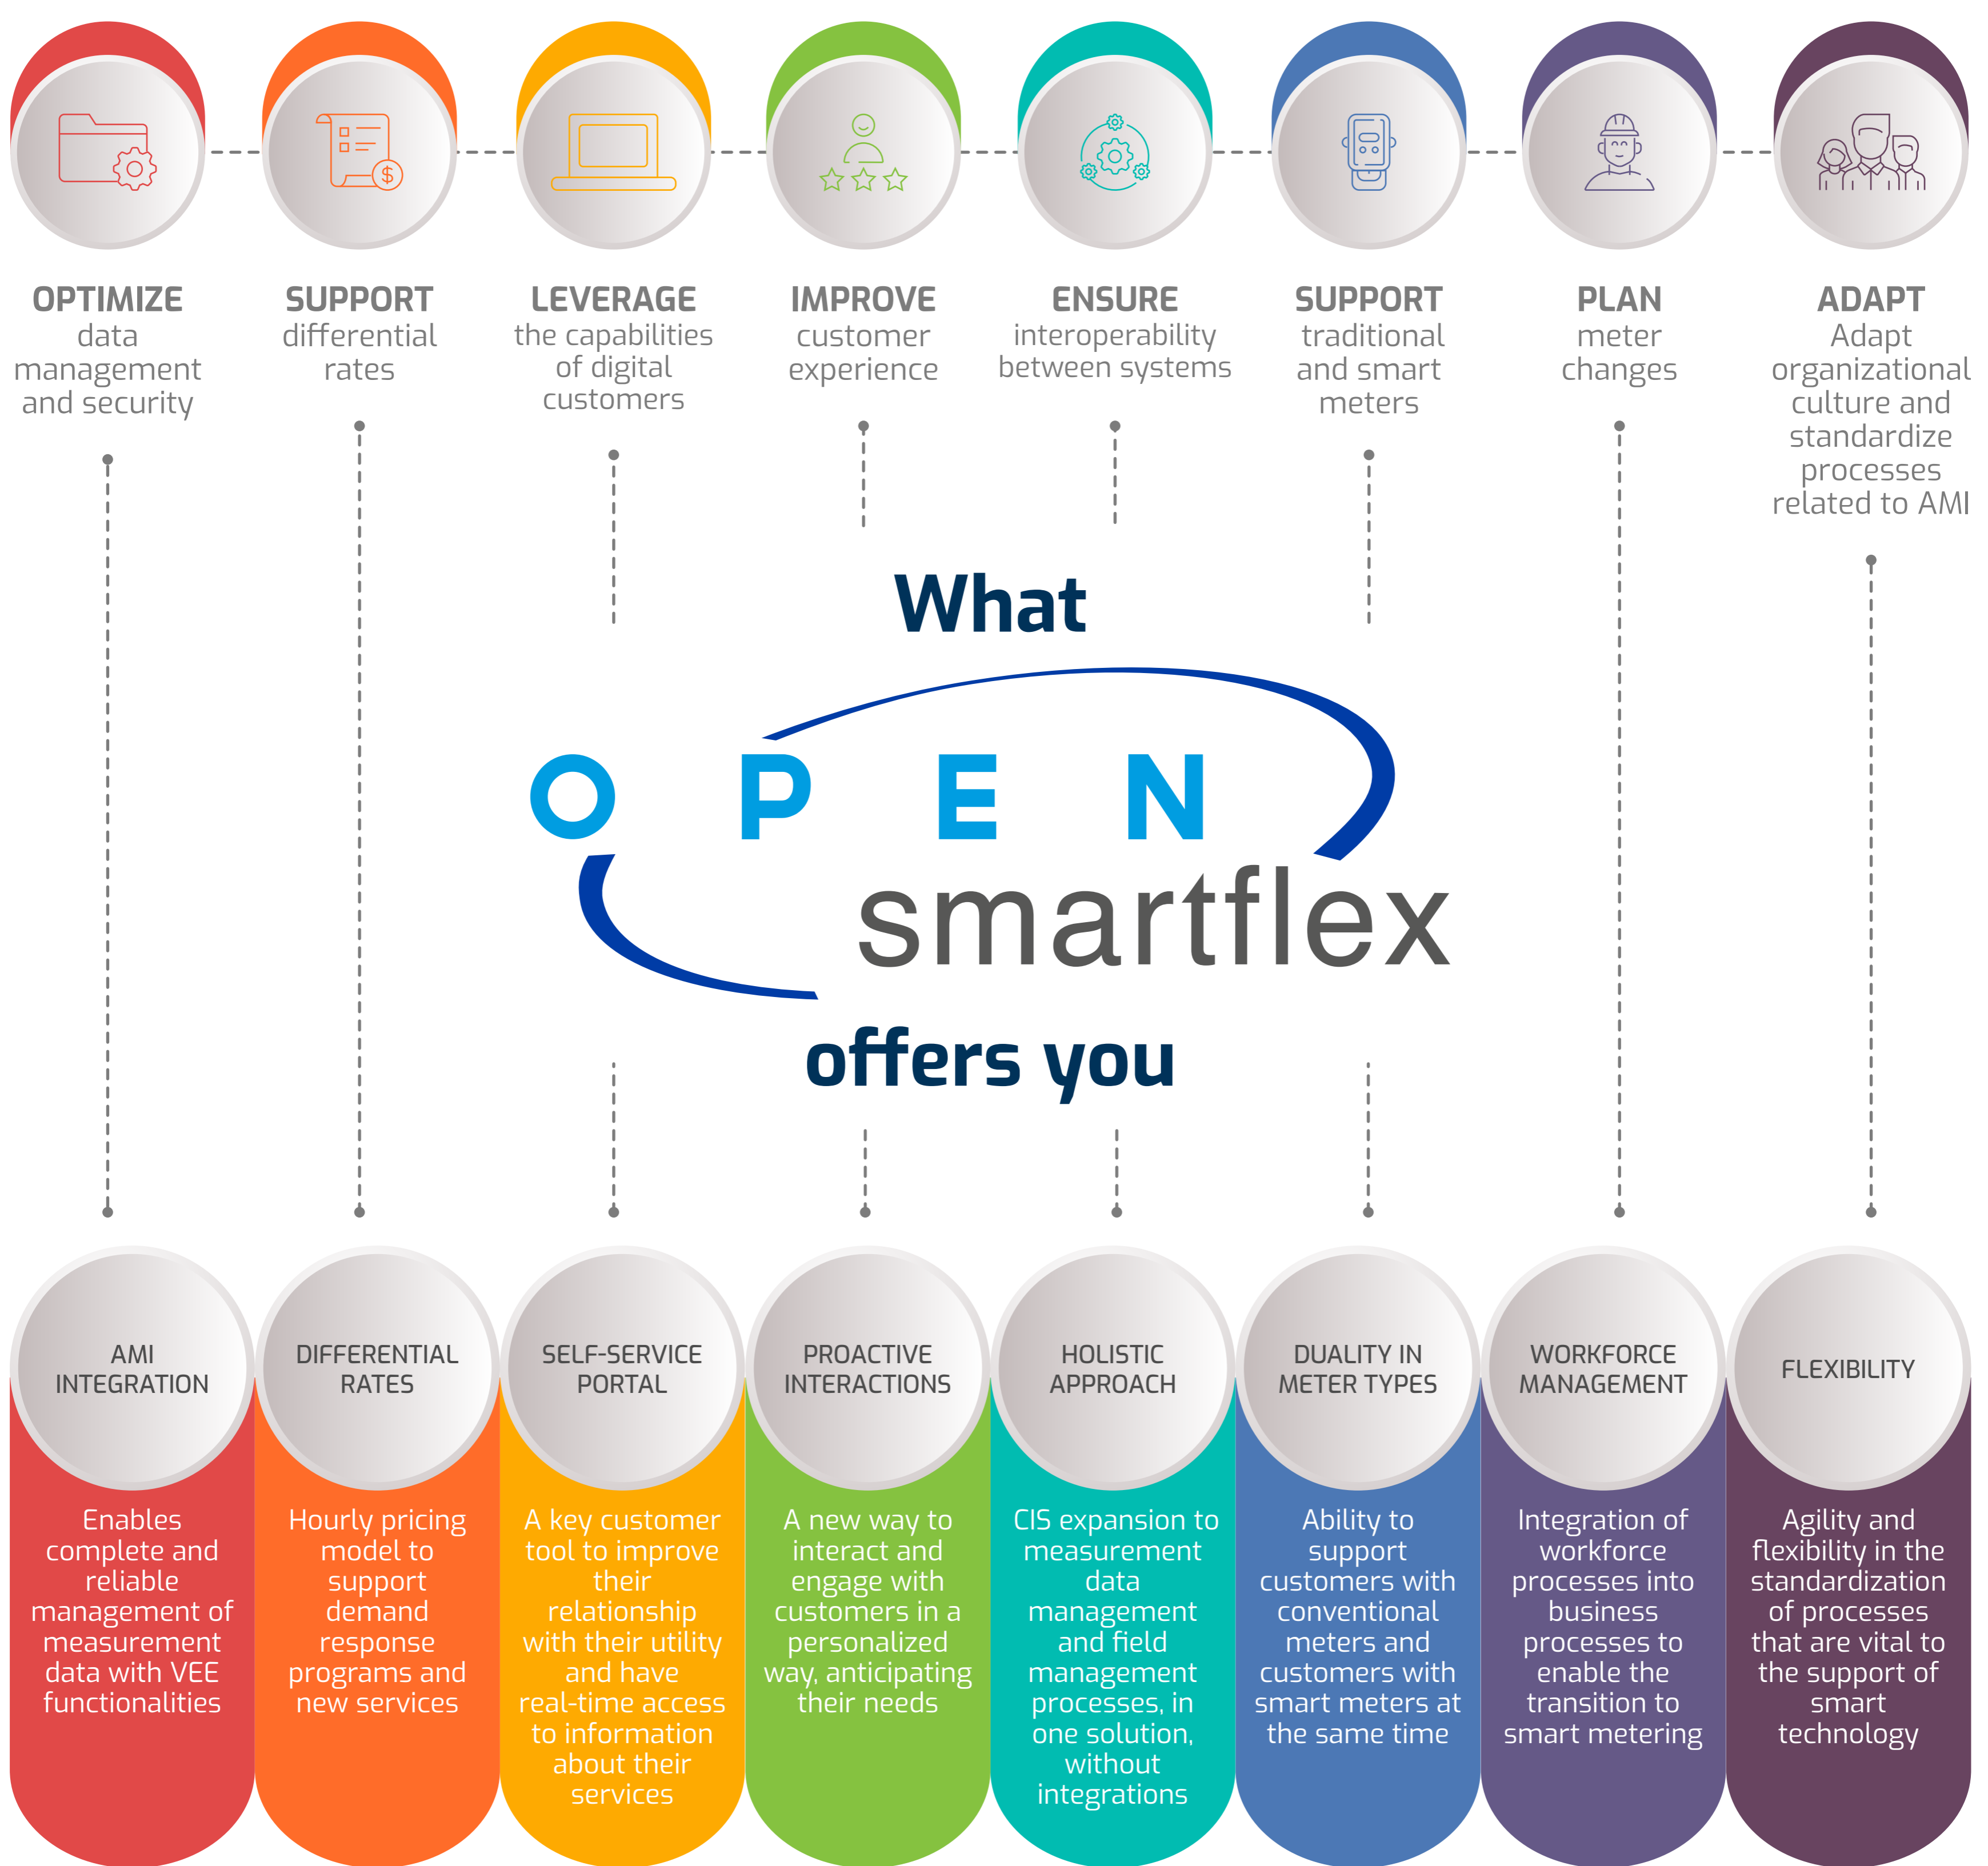 OPTIMIZE
data
management
and security
SUPPORT
differential
rates
LEVERAGE
the capabilities
of digital
customers
IMPROVE
customer
experience
ENSURE
interoperability
between systems
SUPPORT
traditional
and smart
meters
PLAN
meter
changes
ADAPT
Adapt
organizational
culture and
standardize
processes
related to AMI
What
OPEN
smartflex
offers you
AMI
INTEGRATION
Enables
complete and
reliable
management of
measurement
data with VEE
functionalities
DIFFERENTIAL
RATES
Hourly pricing
model to
support
demand
response
programs and
new services
SELF-SERVICE
PORTAL
A key customer
tool to improve
their
relationship
with their utility
and have
real-time access
to information
about their
services
PROACTIVE
INTERACTIONS
A new way to
interact and
engage with
customers in a
personalized
way, anticipating
their needs
HOLISTIC
APPROACH
CIS expansion to
measurement
data
management
and field
management
processes, in
one solution,
without
integrations
DUALITY IN
METER TYPES
Ability to
support
customers with
conventional
meters and
customers with
smart meters at
the same time
WORKFORCE
MANAGEMENT
Integration of
workforce
processes into
business
processes to
enable the
transition to
smart metering
FLEXIBILITY
Agility and
flexibility in the
standardization
of processes
that are vital to
the support of
smart
technology